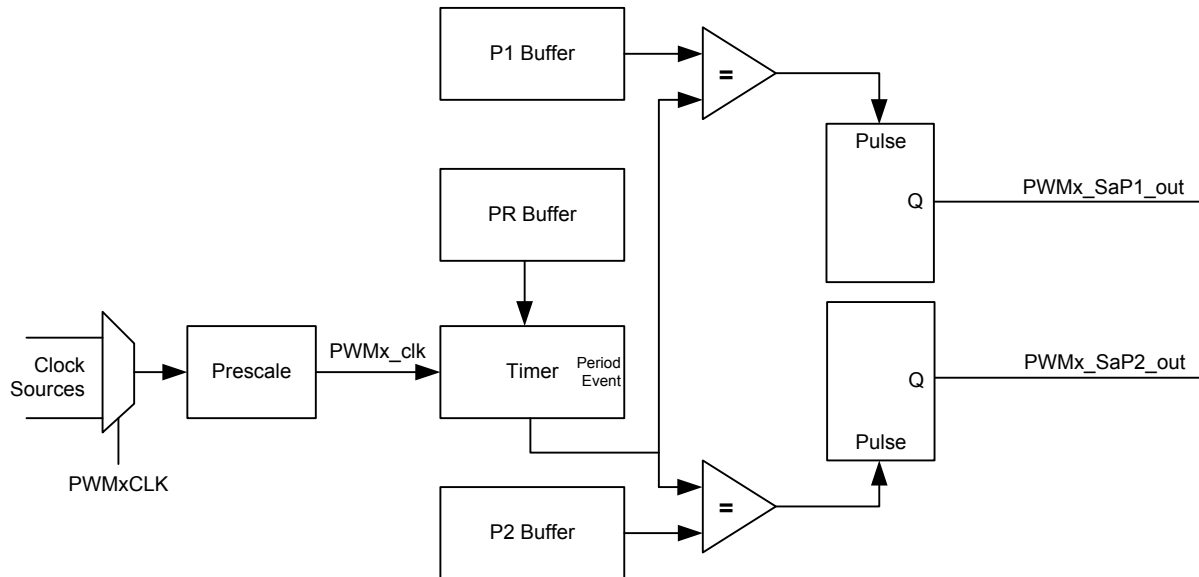 P1 Buffer
=
Pulse
Q
PWMx_SaP1_out
PR Buffer
Clock
Sources
PWMxCLK
Prescale
PWMx_clk
Timer
Period
Event
Q
Pulse
PWMx_SaP2_out
P2 Buffer
=